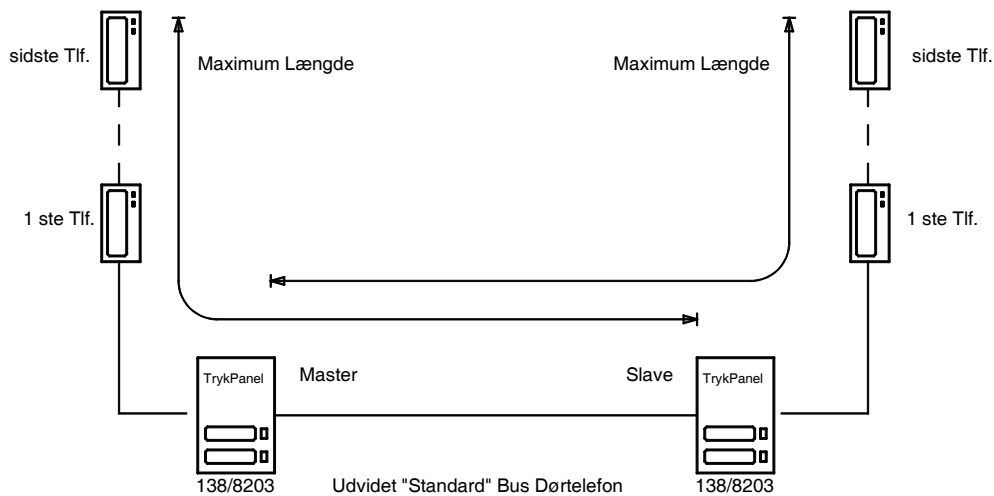 sidste Tlf.
Maximum Længde
Maximum Længde
sidste Tlf.
1 ste Tlf.
1 ste Tlf.
TrykPanel
Master
Slave
TrykPanel
138/8203
Udvidet "Standard" Bus Dørtelefon
138/8203